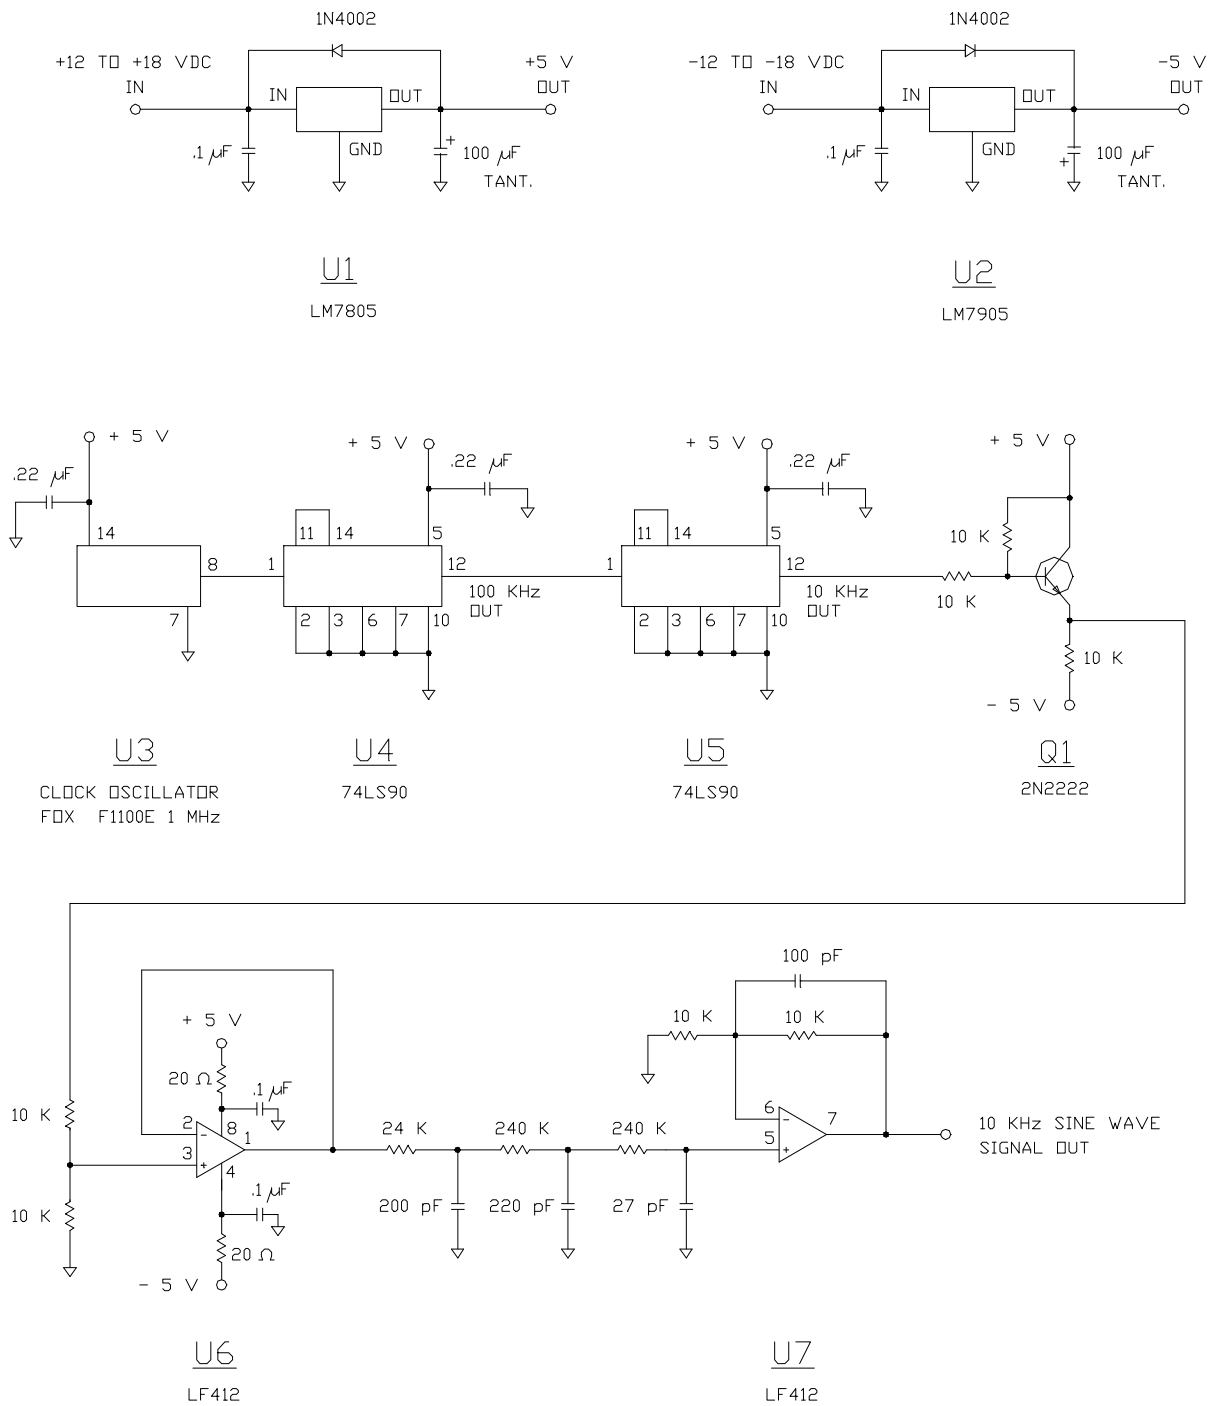 1N4002
+12 TO +18 VDC
IN
IN
OUT
+5 V
OUT
.1 µF
GND
+
100 µF
TANT.
U1
LM7805
1N4002
-12 TO -18 VDC
IN
IN
OUT
-5 V
OUT
.1 µF
GND
+
100 µF
TANT.
U2
LM7905
+ 5 V
.22 µF
14
8
7
U3
CLOCK OSCILLATOR
FOX F1100E 1 MHz
+ 5 V
.22 µF
11
14
5
1
12
100 KHz
OUT
2
3
6
7
10
U4
74LS90
+ 5 V
.22 µF
11
14
5
1
12
10 KHz
OUT
2
3
6
7
10
U5
74LS90
+ 5 V
10 K
10 K
10 K
- 5 V
Q1
2N2222
+ 5 V
20 Ω
.1 µF
10 K
2
-
8
1
3
+
4
10 K
.1 µF
20 Ω
- 5 V
U6
LF412
24 K
240 K
240 K
200 pF
220 pF
27 pF
100 pF
10 K
10 K
6
-
7
5
+
10 KHz SINE WAVE
SIGNAL OUT
U7
LF412